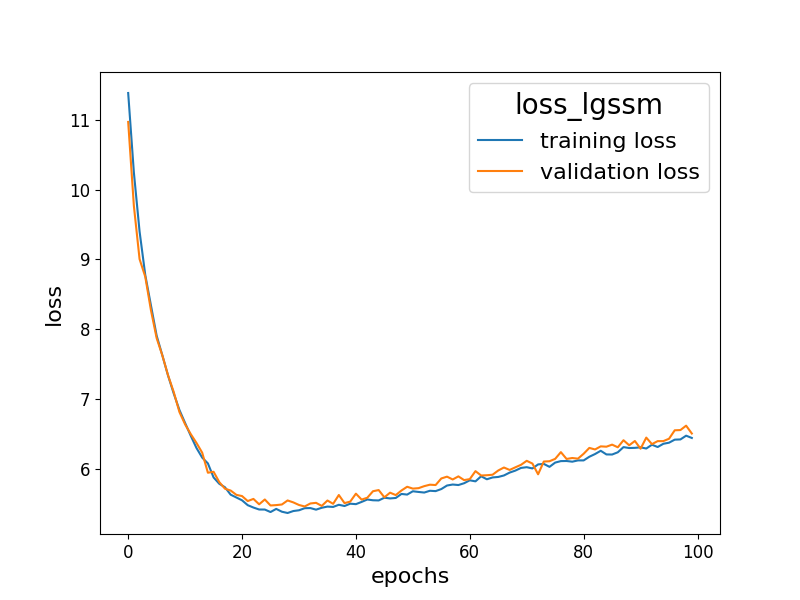 loss_lgssm
training loss
validation loss
11
10
9
8
7
6
loss
0 20 40 60 80 100
epochs